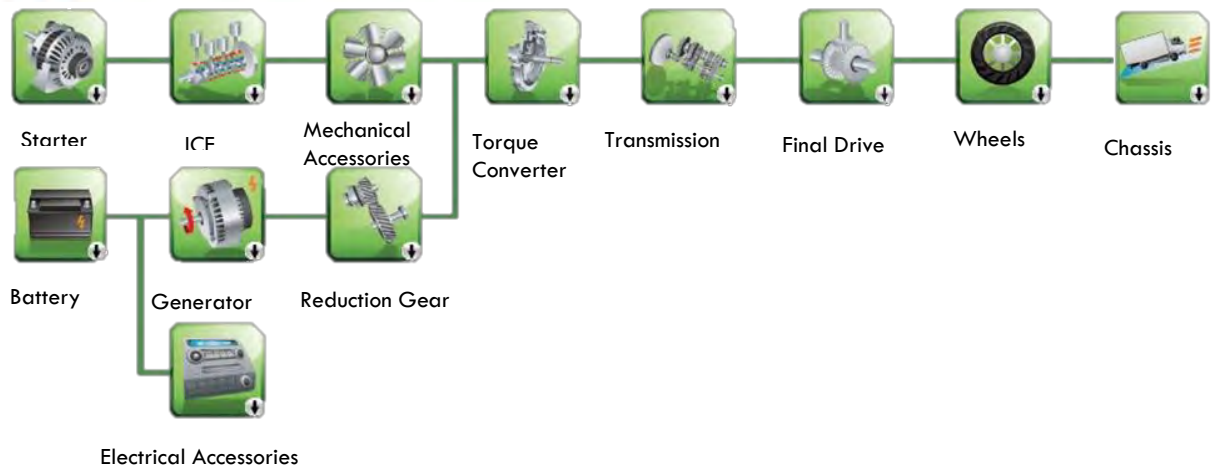 Starter
ICE
Mechanical
Accessories
Torque
Converter
Transmission
Final Drive
Wheels
Chassis
Battery
Generator
Reduction Gear
Electrical Accessories